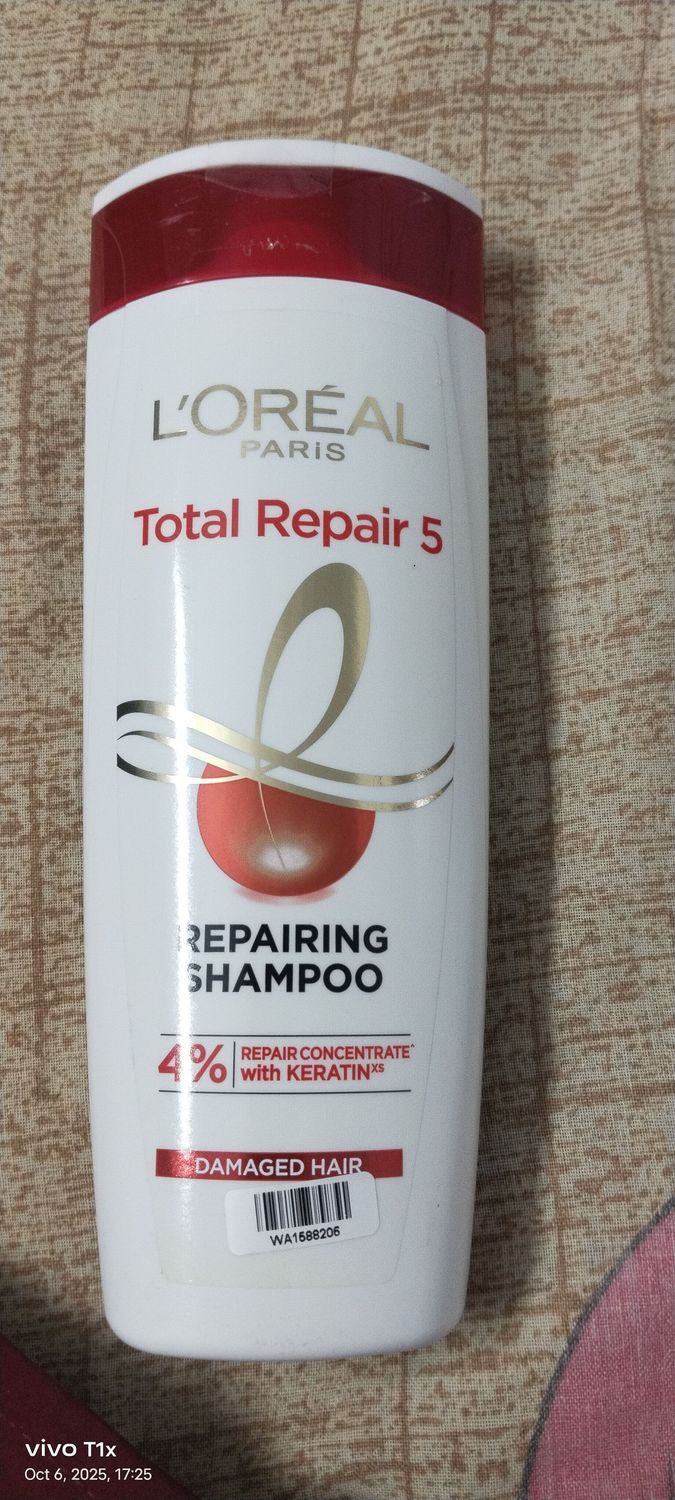 L'ORÉAL
PARiS
Total Repair 5
REPAIRING
SHAMPOO
4% REPAIR CONCENTRATE^
with KERATINXS
DAMAGED HAIR
WA1588206
vivo T1x
Oct 6, 2025, 17:25